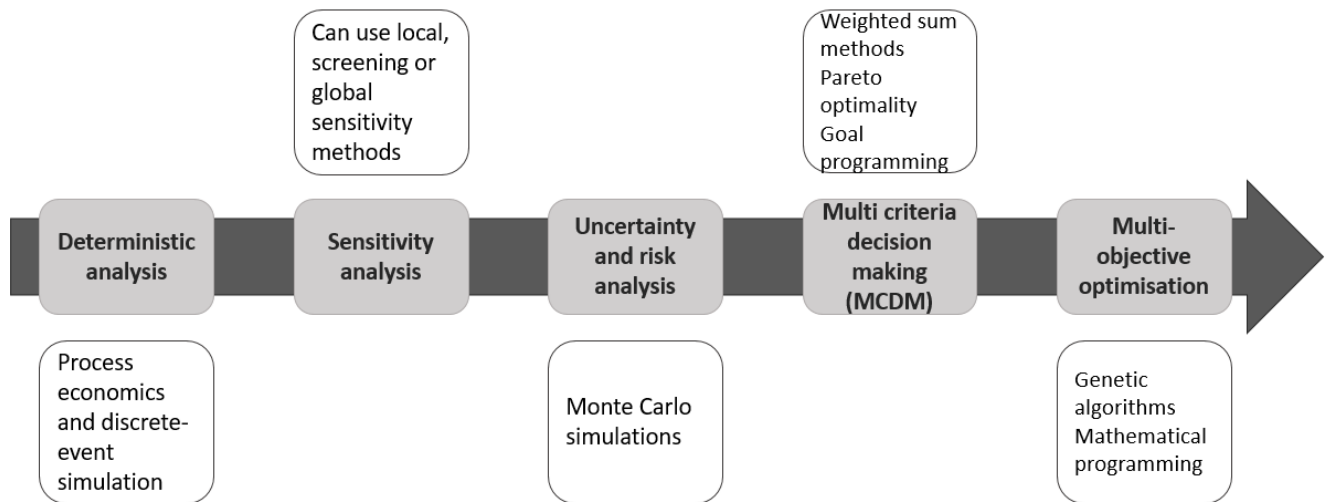 Can use local,
screening or
global
sensitivity
methods
Weighted sum
methods
Pareto
optimality
Goal
programming
Deterministic
analysis
Sensitivity
analysis
Uncertainty
and risk
analysis
Multi criteria
decision
making
(MCDM)
Multi-
objective
optimisation
Process
economics
and discrete-
event
simulation
Monte Carlo
simulations
Genetic
algorithms
Mathematical
programming